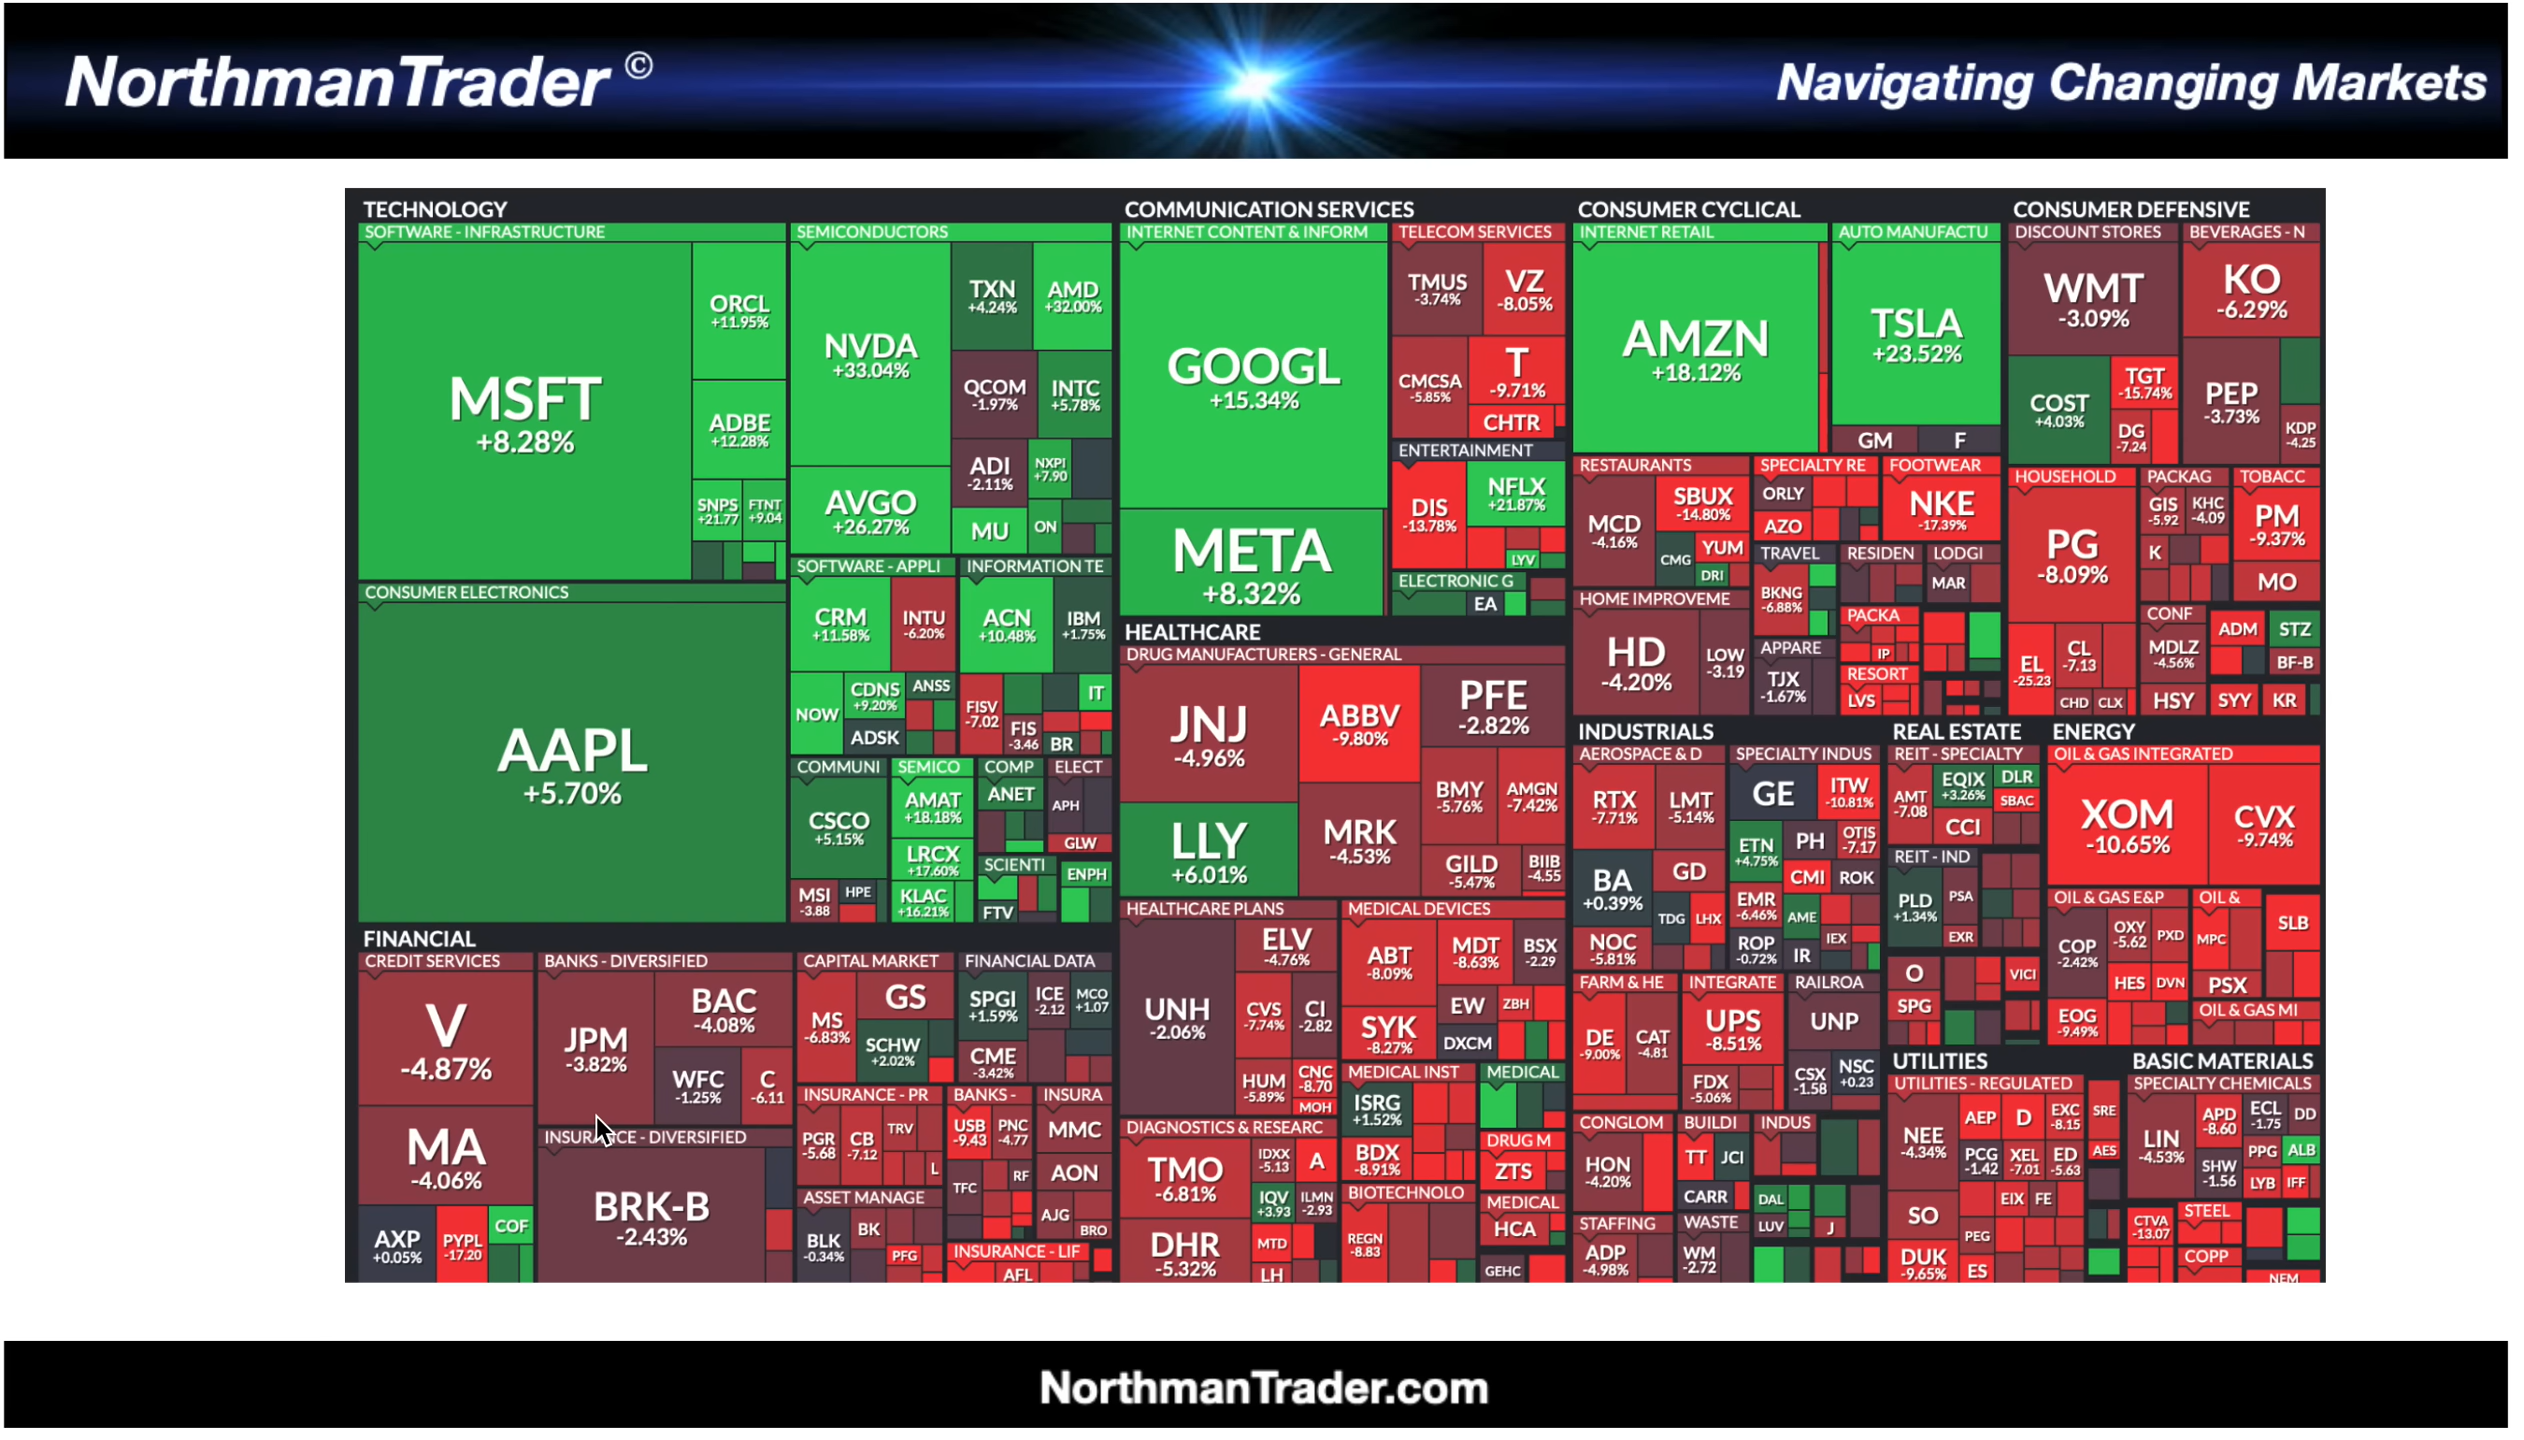 NorthmanTrader ©
Navigating Changing Markets
TECHNOLOGY
SOFTWARE - INFRASTRUCTURE
MSFT
+8.28%
ORCL
+11.95%
ADBE
+12.28%
SNPS
+21.77
FTNT
+9.04
CONSUMER ELECTRONICS
AAPL
+5.70%
SEMICONDUCTORS
NVDA
+33.04%
TXN
+4.24%
AMD
+32.00%
QCOM
-1.97%
INTC
+5.78%
ADI
-2.11%
NXPI
+7.90
AVGO
+26.27%
MU
ON
SOFTWARE - APPLI
CRM
+11.58%
INTU
-6.20%
NOW
CDNS
+9.20%
ANSS
ADSK
INFORMATION TE
ACN
+10.48%
IBM
+1.75%
FISV
-7.02
FIS
-3.46
IT
BR
COMMUNI
CSCO
+5.15%
MSI
-3.88
HPE
SEMICO
AMAT
+18.18%
LRCX
+17.60%
KLAC
+16.21%
COMP
ANET
ELECT
APH
GLW
SCIENTI
FTV
ENPH
COMMUNICATION SERVICES
INTERNET CONTENT & INFORM
GOOGL
+15.34%
META
+8.32%
TELECOM SERVICES
TMUS
-3.74%
VZ
-8.05%
CMCSA
-5.85%
T
-9.71%
CHTR
ENTERTAINMENT
DIS
-13.78%
NFLX
+21.87%
LYV
ELECTRONIC G
EA
CONSUMER CYCLICAL
INTERNET RETAIL
AMZN
+18.12%
AUTO MANUFACTU
TSLA
+23.52%
GM
F
RESTAURANTS
MCD
-4.16%
SBUX
-14.80%
CMG
YUM
DRI
SPECIALTY RE
ORLY
AZO
FOOTWEAR
NKE
-17.39%
TRAVEL
BKNG
-6.88%
RESIDEN
LODGI
MAR
HOME IMPROVEME
HD
-4.20%
LOW
-3.19
PACKA
IP
APPARE
TJX
-1.67%
RESORT
LVS
CONSUMER DEFENSIVE
DISCOUNT STORES
WMT
-3.09%
COST
+4.03%
TGT
-15.74%
DG
-7.24
BEVERAGES - N
KO
-6.29%
PEP
-3.73%
KDP
-4.25
HOUSEHOLD
PG
-8.09%
EL
-25.23
CL
-7.13
CHD
CLX
PACKAG
GIS
-5.92
KHC
-4.09
K
TOBACC
PM
-9.37%
MO
CONF
MDLZ
-4.56%
HSY
ADM
STZ
BF-B
SYY
KR
HEALTHCARE
DRUG MANUFACTURERS - GENERAL
JNJ
-4.96%
ABBV
-9.80%
PFE
-2.82%
LLY
+6.01%
MRK
-4.53%
BMY
-5.76%
AMGN
-7.42%
GILD
-5.47%
BIIB
-4.55
HEALTHCARE PLANS
UNH
-2.06%
ELV
-4.76%
CVS
-7.74%
CI
-2.82
HUM
-5.89%
CNC
-8.70
MOH
MEDICAL DEVICES
ABT
-8.09%
MDT
-8.63%
BSX
-2.29
SYK
-8.27%
EW
ZBH
DXCM
DIAGNOSTICS & RESEARC
TMO
-6.81%
IDXX
-5.13
A
IQV
+3.93
ILMN
-2.93
DHR
-5.32%
MTD
LH
MEDICAL INST
ISRG
+1.52%
BDX
-8.91%
MEDICAL
DRUG M
ZTS
BIOTECHNOLO
REGN
-8.83
MEDICAL
HCA
GEHC
INDUSTRIALS
AEROSPACE & D
RTX
-7.71%
LMT
-5.14%
BA
+0.39%
GD
TDG
LHX
NOC
-5.81%
SPECIALTY INDUS
GE
ITW
-10.81%
ETN
+4.75%
PH
OTIS
-7.17
CMI
ROK
EMR
-6.46%
AME
ROP
-0.72%
IR
IEX
FARM & HE
DE
-9.00%
CAT
-4.81
INTEGRATE
UPS
-8.51%
FDX
-5.06%
RAILROA
UNP
CSX
-1.58
NSC
+0.23
CONGLOM
HON
-4.20%
BUILDI
TT
JCI
CARR
INDUS
DAL
LUV
J
STAFFING
ADP
-4.98%
WASTE
WM
-2.72
REAL ESTATE
REIT - SPECIALTY
AMT
-7.08
EQIX
+3.26%
DLR
SBAC
CCI
REIT - IND
PLD
+1.34%
PSA
EXR
O
VICI
SPG
ENERGY
OIL & GAS INTEGRATED
XOM
-10.65%
CVX
-9.74%
OIL & GAS E&P
COP
-2.42%
OXY
-5.62
PXD
HES
DVN
EOG
-9.49%
OIL &
MPC
PSX
SLB
OIL & GAS MI
UTILITIES
UTILITIES - REGULATED
NEE
-4.34%
AEP
D
EXC
-8.15
PCG
-1.42
XEL
-7.01
ED
-5.63
SO
EIX
FE
PEG
DUK
-9.65%
ES
SRE
AES
BASIC MATERIALS
SPECIALTY CHEMICALS
LIN
-4.53%
APD
-8.60
ECL
-1.75
DD
SHW
-1.56
PPG
ALB
LYB
IFF
CTVA
-13.07
STEEL
COPP
NEM
FINANCIAL
CREDIT SERVICES
V
-4.87%
MA
-4.06%
AXP
+0.05%
PYPL
-17.20
COF
BANKS - DIVERSIFIED
JPM
-3.82%
BAC
-4.08%
WFC
-1.25%
C
-6.11
INSURANCE - DIVERSIFIED
BRK-B
-2.43%
CAPITAL MARKET
MS
-6.83%
GS
SCHW
+2.02%
FINANCIAL DATA
SPGI
+1.59%
ICE
-2.12
MCO
+1.07
CME
-3.42%
INSURANCE - PR
PGR
-5.68
CB
-7.12
TRV
L
BANKS -
USB
-9.43
PNC
-4.77
TFC
RF
INSURA
MMC
AON
AJG
BRO
ASSET MANAGE
BLK
-0.34%
BK
PFG
INSURANCE - LIF
AFL
NorthmanTrader.com